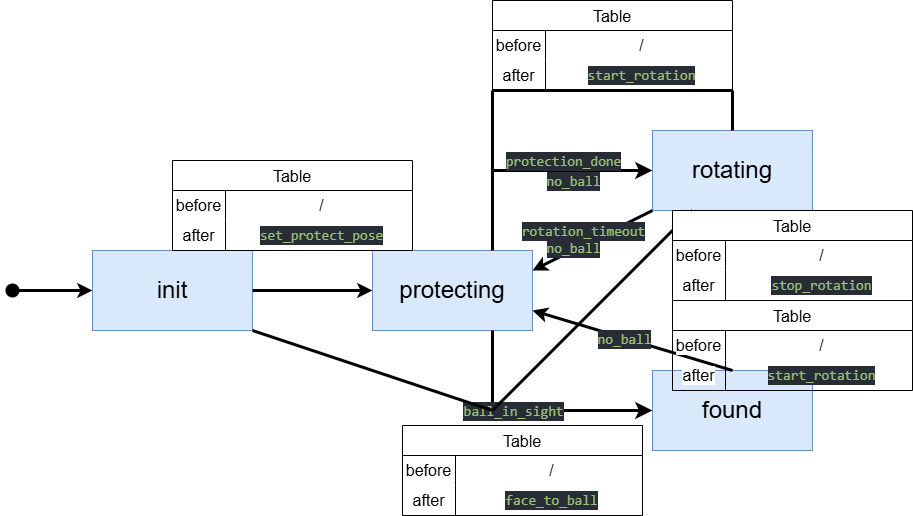 Table
before /
after start_rotation
protection_done
no_ball
rotating
Table
before /
after set_protect_pose
rotation_timeout
no_ball
init
protecting
Table
before /
after stop_rotation
Table
before /
after start_rotation
no_ball
ball_in_sight
found
Table
before /
after face_to_ball